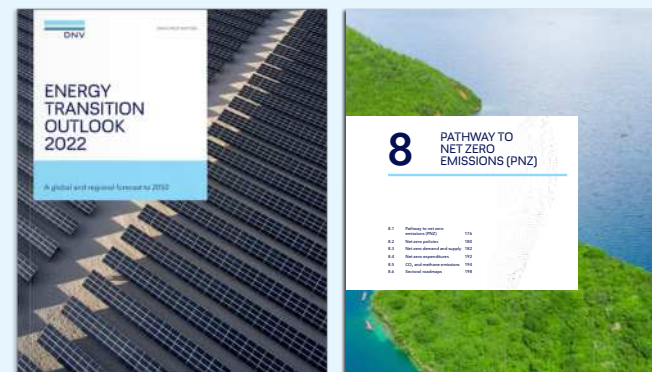 DNV
ENERGY
TRANSITION
OUTLOOK
2022
A global and regional forecast to 2050
8
PATHWAY TO
NET ZERO
EMISSIONS (PNZ)
8.1 Pathway to net zero
emissions (PNZ) 176
8.2 Net zero policies 180
8.3 Net zero demand and supply 182
8.4 Net zero expenditures 192
8.5 CO₂ and methane emissions 194
8.6 Sectoral roadmaps 198